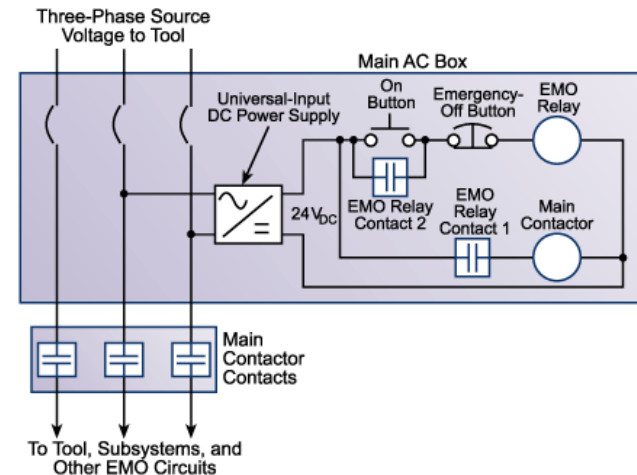 Three-Phase Source
Voltage to Tool
Main AC Box
Universal-Input
DC Power Supply
On
Button
Emergency-
Off Button
EMO
Relay
24VDC
EMO Relay
Contact 2
EMO
Relay
Contact 1
Main
Contactor
Main
Contactor
Contacts
To Tool, Subsystems, and
Other EMO Circuits